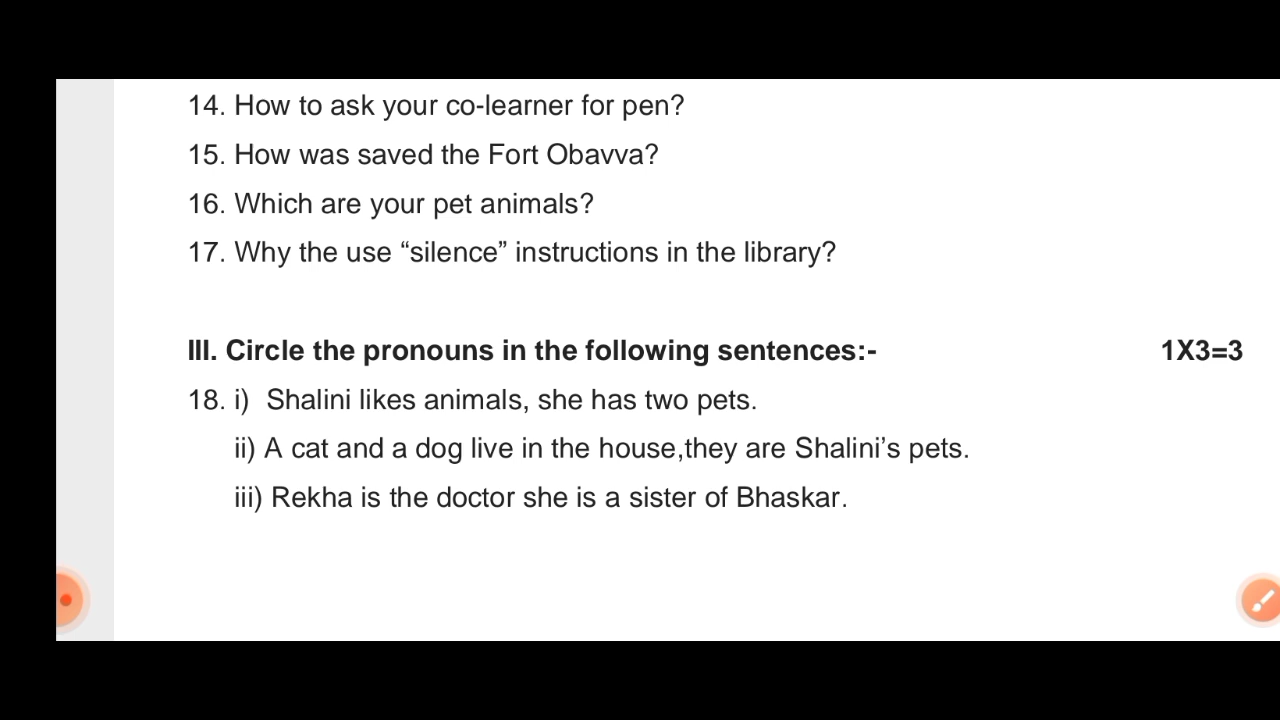 14. How to ask your co-learner for pen?
15. How was saved the Fort Obavva?
16. Which are your pet animals?
17. Why the use “silence” instructions in the library?
III. Circle the pronouns in the following sentences:- 1X3=3
18. i) Shalini likes animals, she has two pets.
ii) A cat and a dog live in the house,they are Shalini’s pets.
iii) Rekha is the doctor she is a sister of Bhaskar.